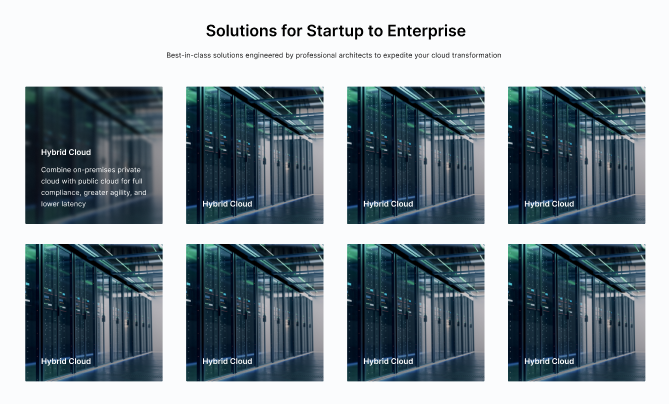 Solutions for Startup to Enterprise
Best-in-class solutions engineered by professional architects to expedite your cloud transformation
Hybrid Cloud
Combine on-premises private
cloud with public cloud for full
compliance, greater agility, and
lower latency
Hybrid Cloud
Hybrid Cloud
Hybrid Cloud
Hybrid Cloud
Hybrid Cloud
Hybrid Cloud
Hybrid Cloud